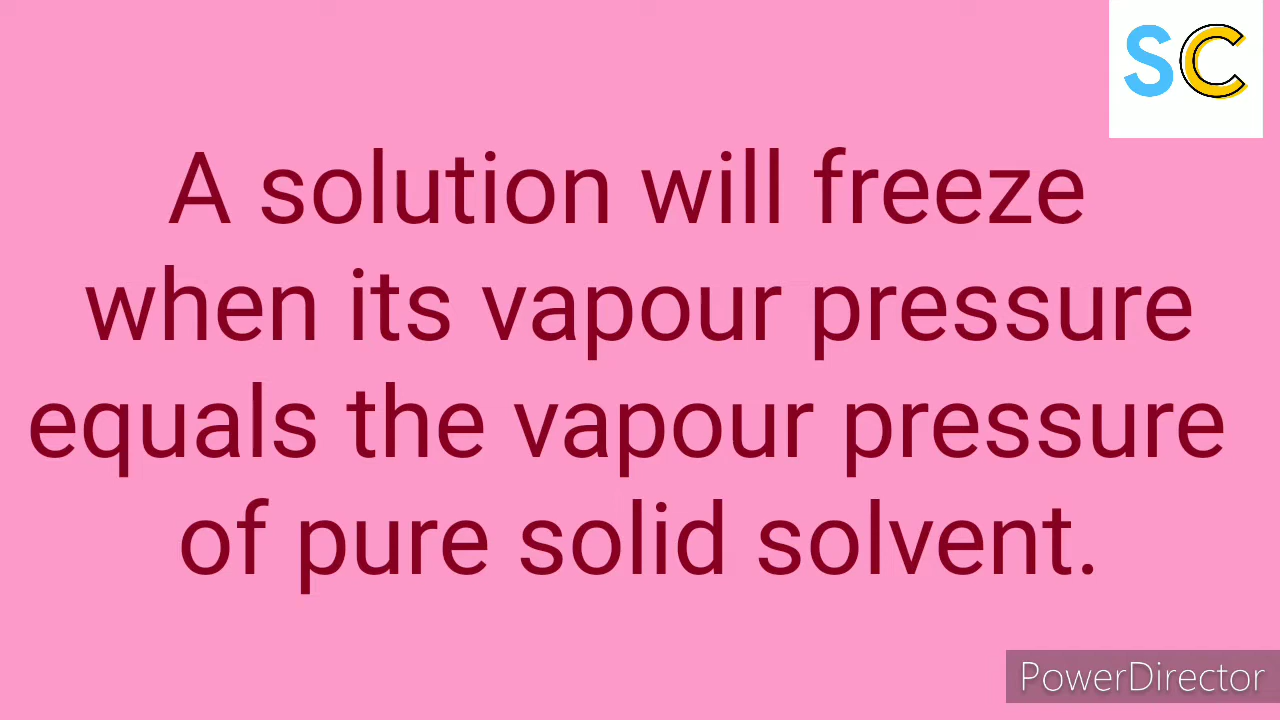 SC
A solution will freeze
when its vapour pressure
equals the vapour pressure
of pure solid solvent.
PowerDirector